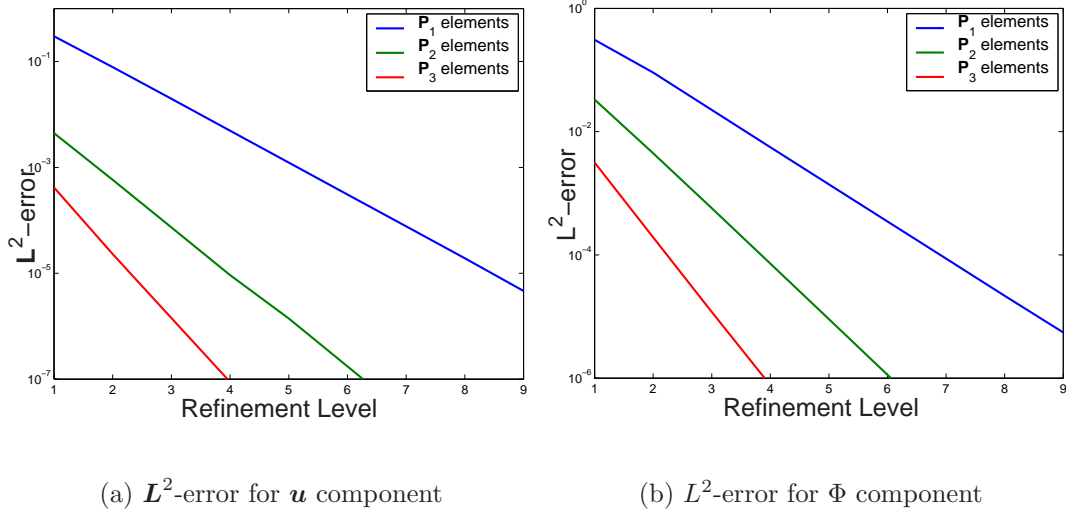 10⁻¹
10⁻³
10⁻⁵
10⁻⁷
L²−error
1 2 3 4 5 6 7 8 9
Refinement Level
P₁ elements
P₂ elements
P₃ elements
(a) L²-error for u component
10⁰
10⁻²
10⁻⁴
10⁻⁶
L²−error
1 2 3 4 5 6 7 8 9
Refinement Level
P₁ elements
P₂ elements
P₃ elements
(b) L²-error for Φ component